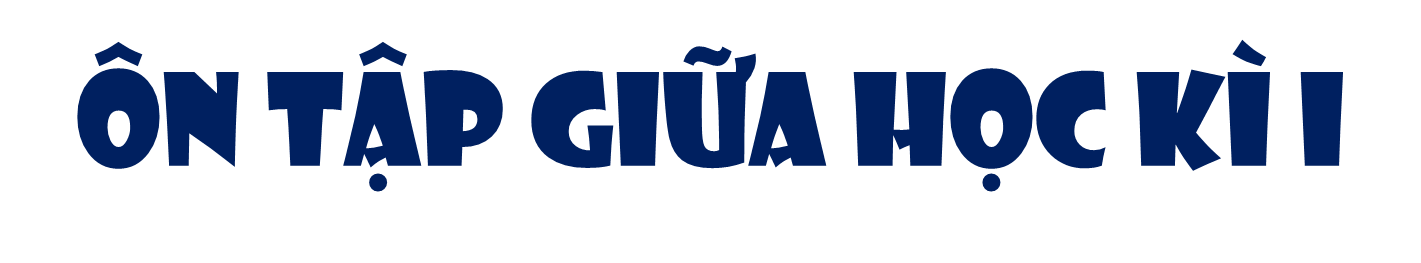 ÔN TẬP GIỮA HỌC KÌ I